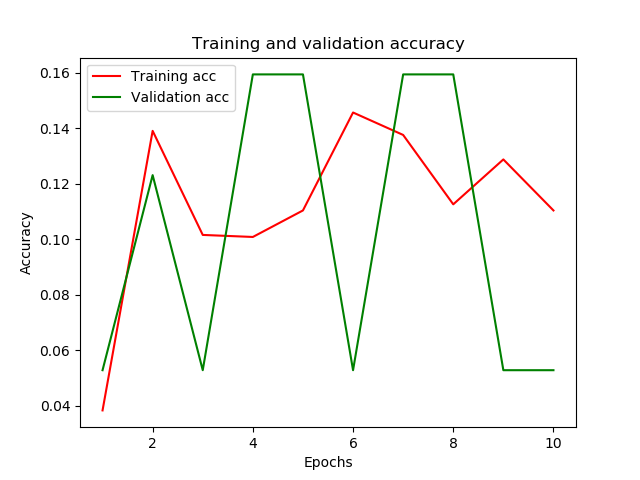 Training and validation accuracy
Training acc
Validation acc
0.16
0.14
0.12
0.10
0.08
0.06
0.04
Accuracy
2
4
6
8
10
Epochs